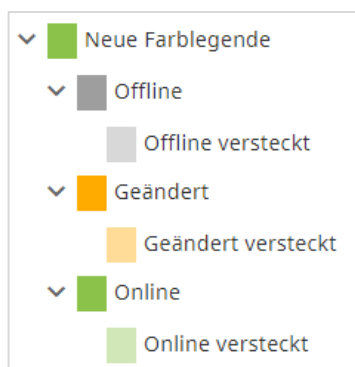 Neue Farblegende
Offline
Offline versteckt
Geändert
Geändert versteckt
Online
Online versteckt